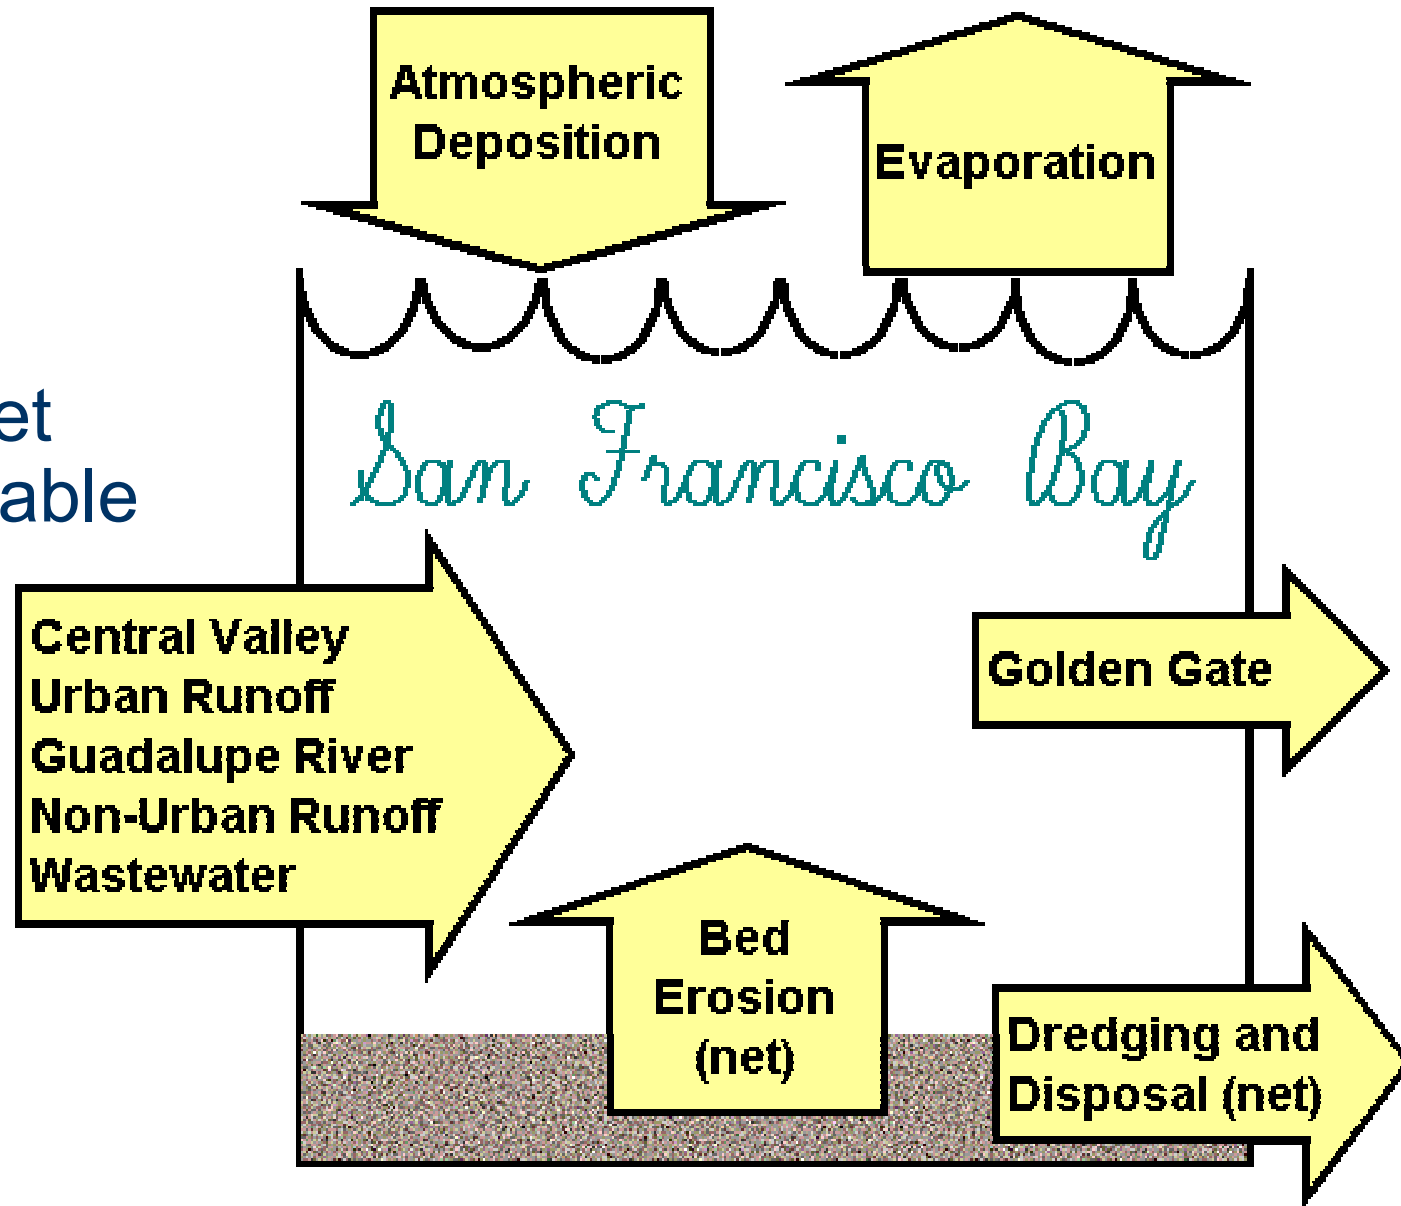 Atmospheric
Deposition
Evaporation
et
able
San Francisco Bay
Central Valley
Urban Runoff
Guadalupe River
Non-Urban Runoff
Wastewater
Golden Gate
Bed
Erosion
(net)
Dredging and
Disposal (net)